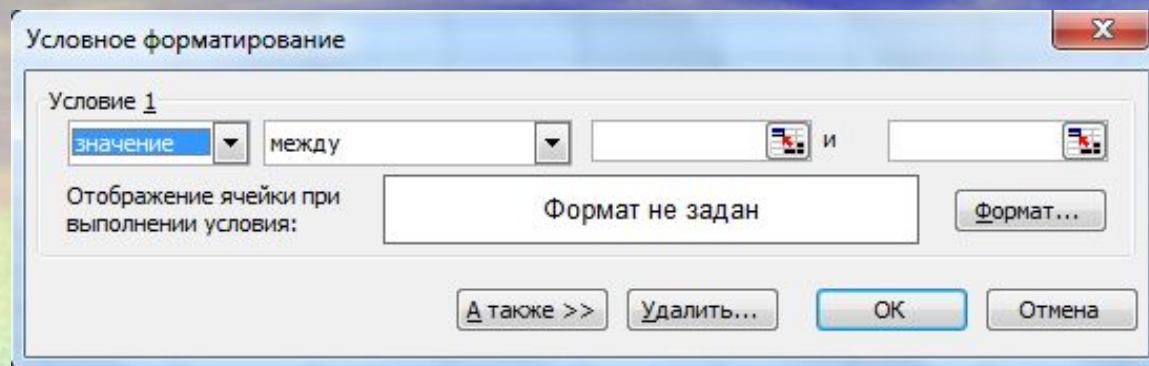 Условное форматирование
Условие 1
значение между и
Отображение ячейки при
выполнении условия:
Формат не задан
Формат...
А также >> Удалить... ОК Отмена